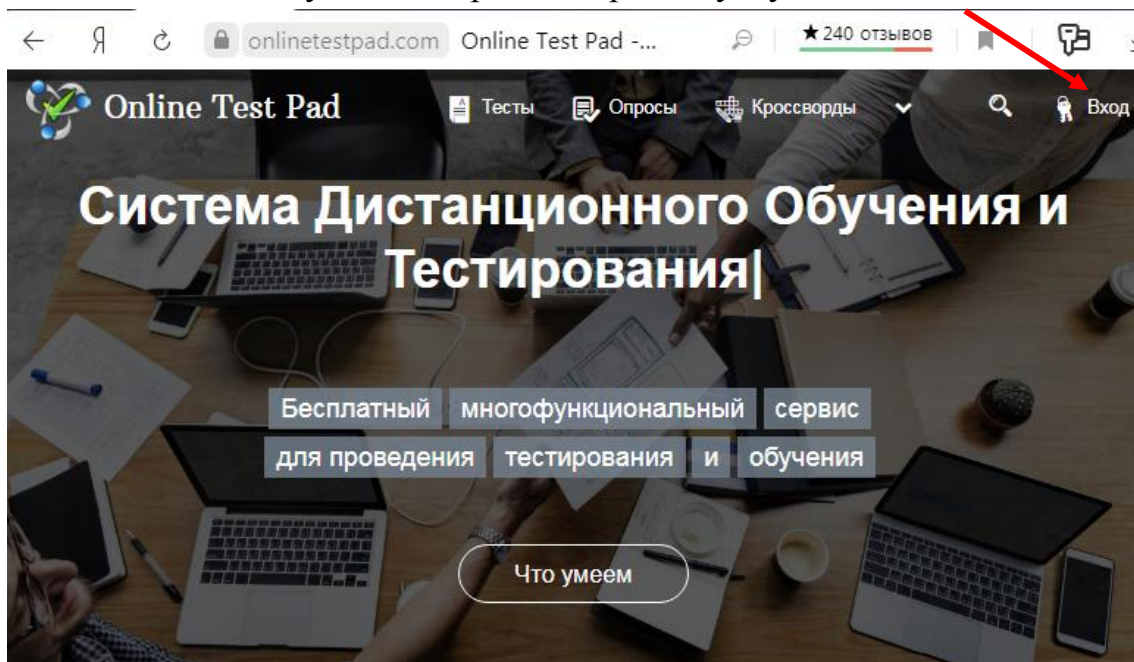 onlinetestpad.com Online Test Pad -... ★240 отзывов
Online Test Pad Тесты Опросы Кроссворды Вход
Система Дистанционного Обучения и
Тестирования|
Бесплатный многофункциональный сервис
для проведения тестирования и обучения
Что умеем